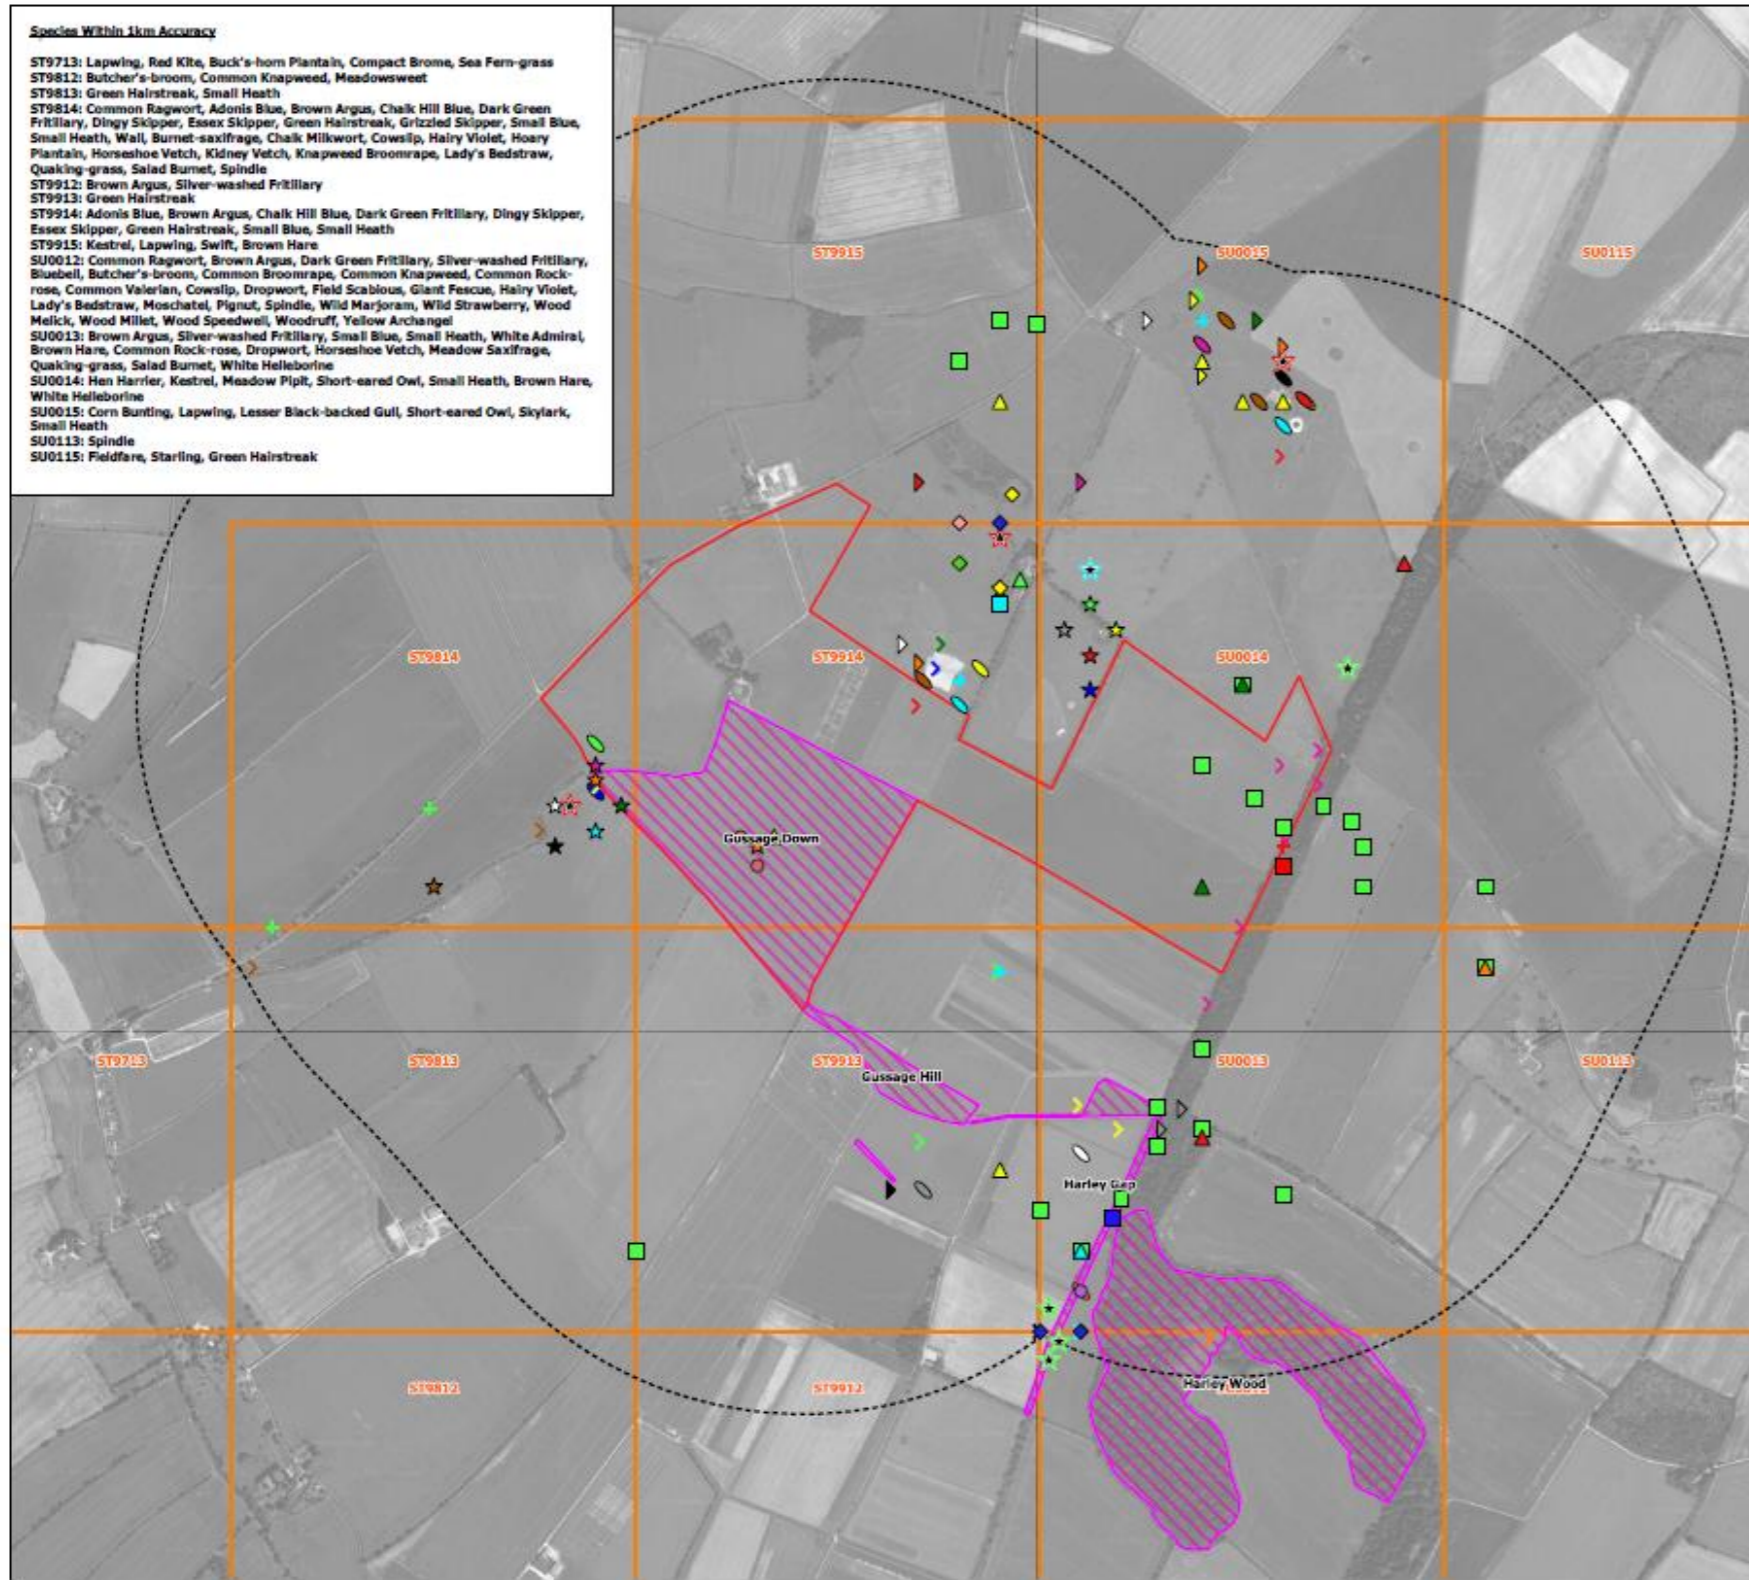 Species Within 1km Accuracy
ST9713: Lapwing, Red Kite, Buck's-horn Plantain, Compact Brome, Sea Fern-grass
ST9812: Butcher's-broom, Common Knapweed, Meadowsweet
ST9813: Green Hairstreak, Small Heath
ST9814: Common Ragwort, Adonis Blue, Brown Argus, Chalk Hill Blue, Dark Green
Fritillary, Dingy Skipper, Essex Skipper, Green Hairstreak, Grizzled Skipper, Small Blue,
Small Heath, Wall, Burnet-saxifrage, Chalk Milkwort, Cowslip, Hairy Violet, Hoary
Plantain, Horseshoe Vetch, Kidney Vetch, Knapweed Broomrape, Lady's Bedstraw,
Quaking-grass, Salad Burnet, Spindle
ST9912: Brown Argus, Silver-washed Fritillary
ST9913: Green Hairstreak
ST9914: Adonis Blue, Brown Argus, Chalk Hill Blue, Dark Green Fritillary, Dingy Skipper,
Essex Skipper, Green Hairstreak, Small Blue, Small Heath
ST9915: Kestrel, Lapwing, Swift, Brown Hare
SU0012: Common Ragwort, Brown Argus, Dark Green Fritillary, Silver-washed Fritillary,
Bluebell, Butcher's-broom, Common Broomrape, Common Knapweed, Common Rock-
rose, Common Valerian, Cowslip, Dropwort, Field Scabious, Giant Fescue, Hairy Violet,
Lady's Bedstraw, Moschatel, Pignut, Spindle, Wild Marjoram, Wild Strawberry, Wood
Melick, Wood Millet, Wood Speedwell, Woodruff, Yellow Archangel
SU0013: Brown Argus, Silver-washed Fritillary, Small Blue, Small Heath, White Admiral,
Brown Hare, Common Rock-rose, Dropwort, Horseshoe Vetch, Meadow Saxifrage,
Quaking-grass, Salad Burnet, White Helleborine
SU0014: Hen Harrier, Kestrel, Meadow Pipit, Short-eared Owl, Small Heath, Brown Hare,
White Helleborine
SU0015: Corn Bunting, Lapwing, Lesser Black-backed Gull, Short-eared Owl, Skylark,
Small Heath
SU0113: Spindle
SU0115: Fieldfare, Starling, Green Hairstreak
ST9915
SU0015
SU0115
ST9814
ST9914
SU0014
Gussage Down
ST9713
ST9813
ST9913
SU0013
SU0113
Gussage Hill
Harley Gap
Harley Wood
ST9812
ST9912